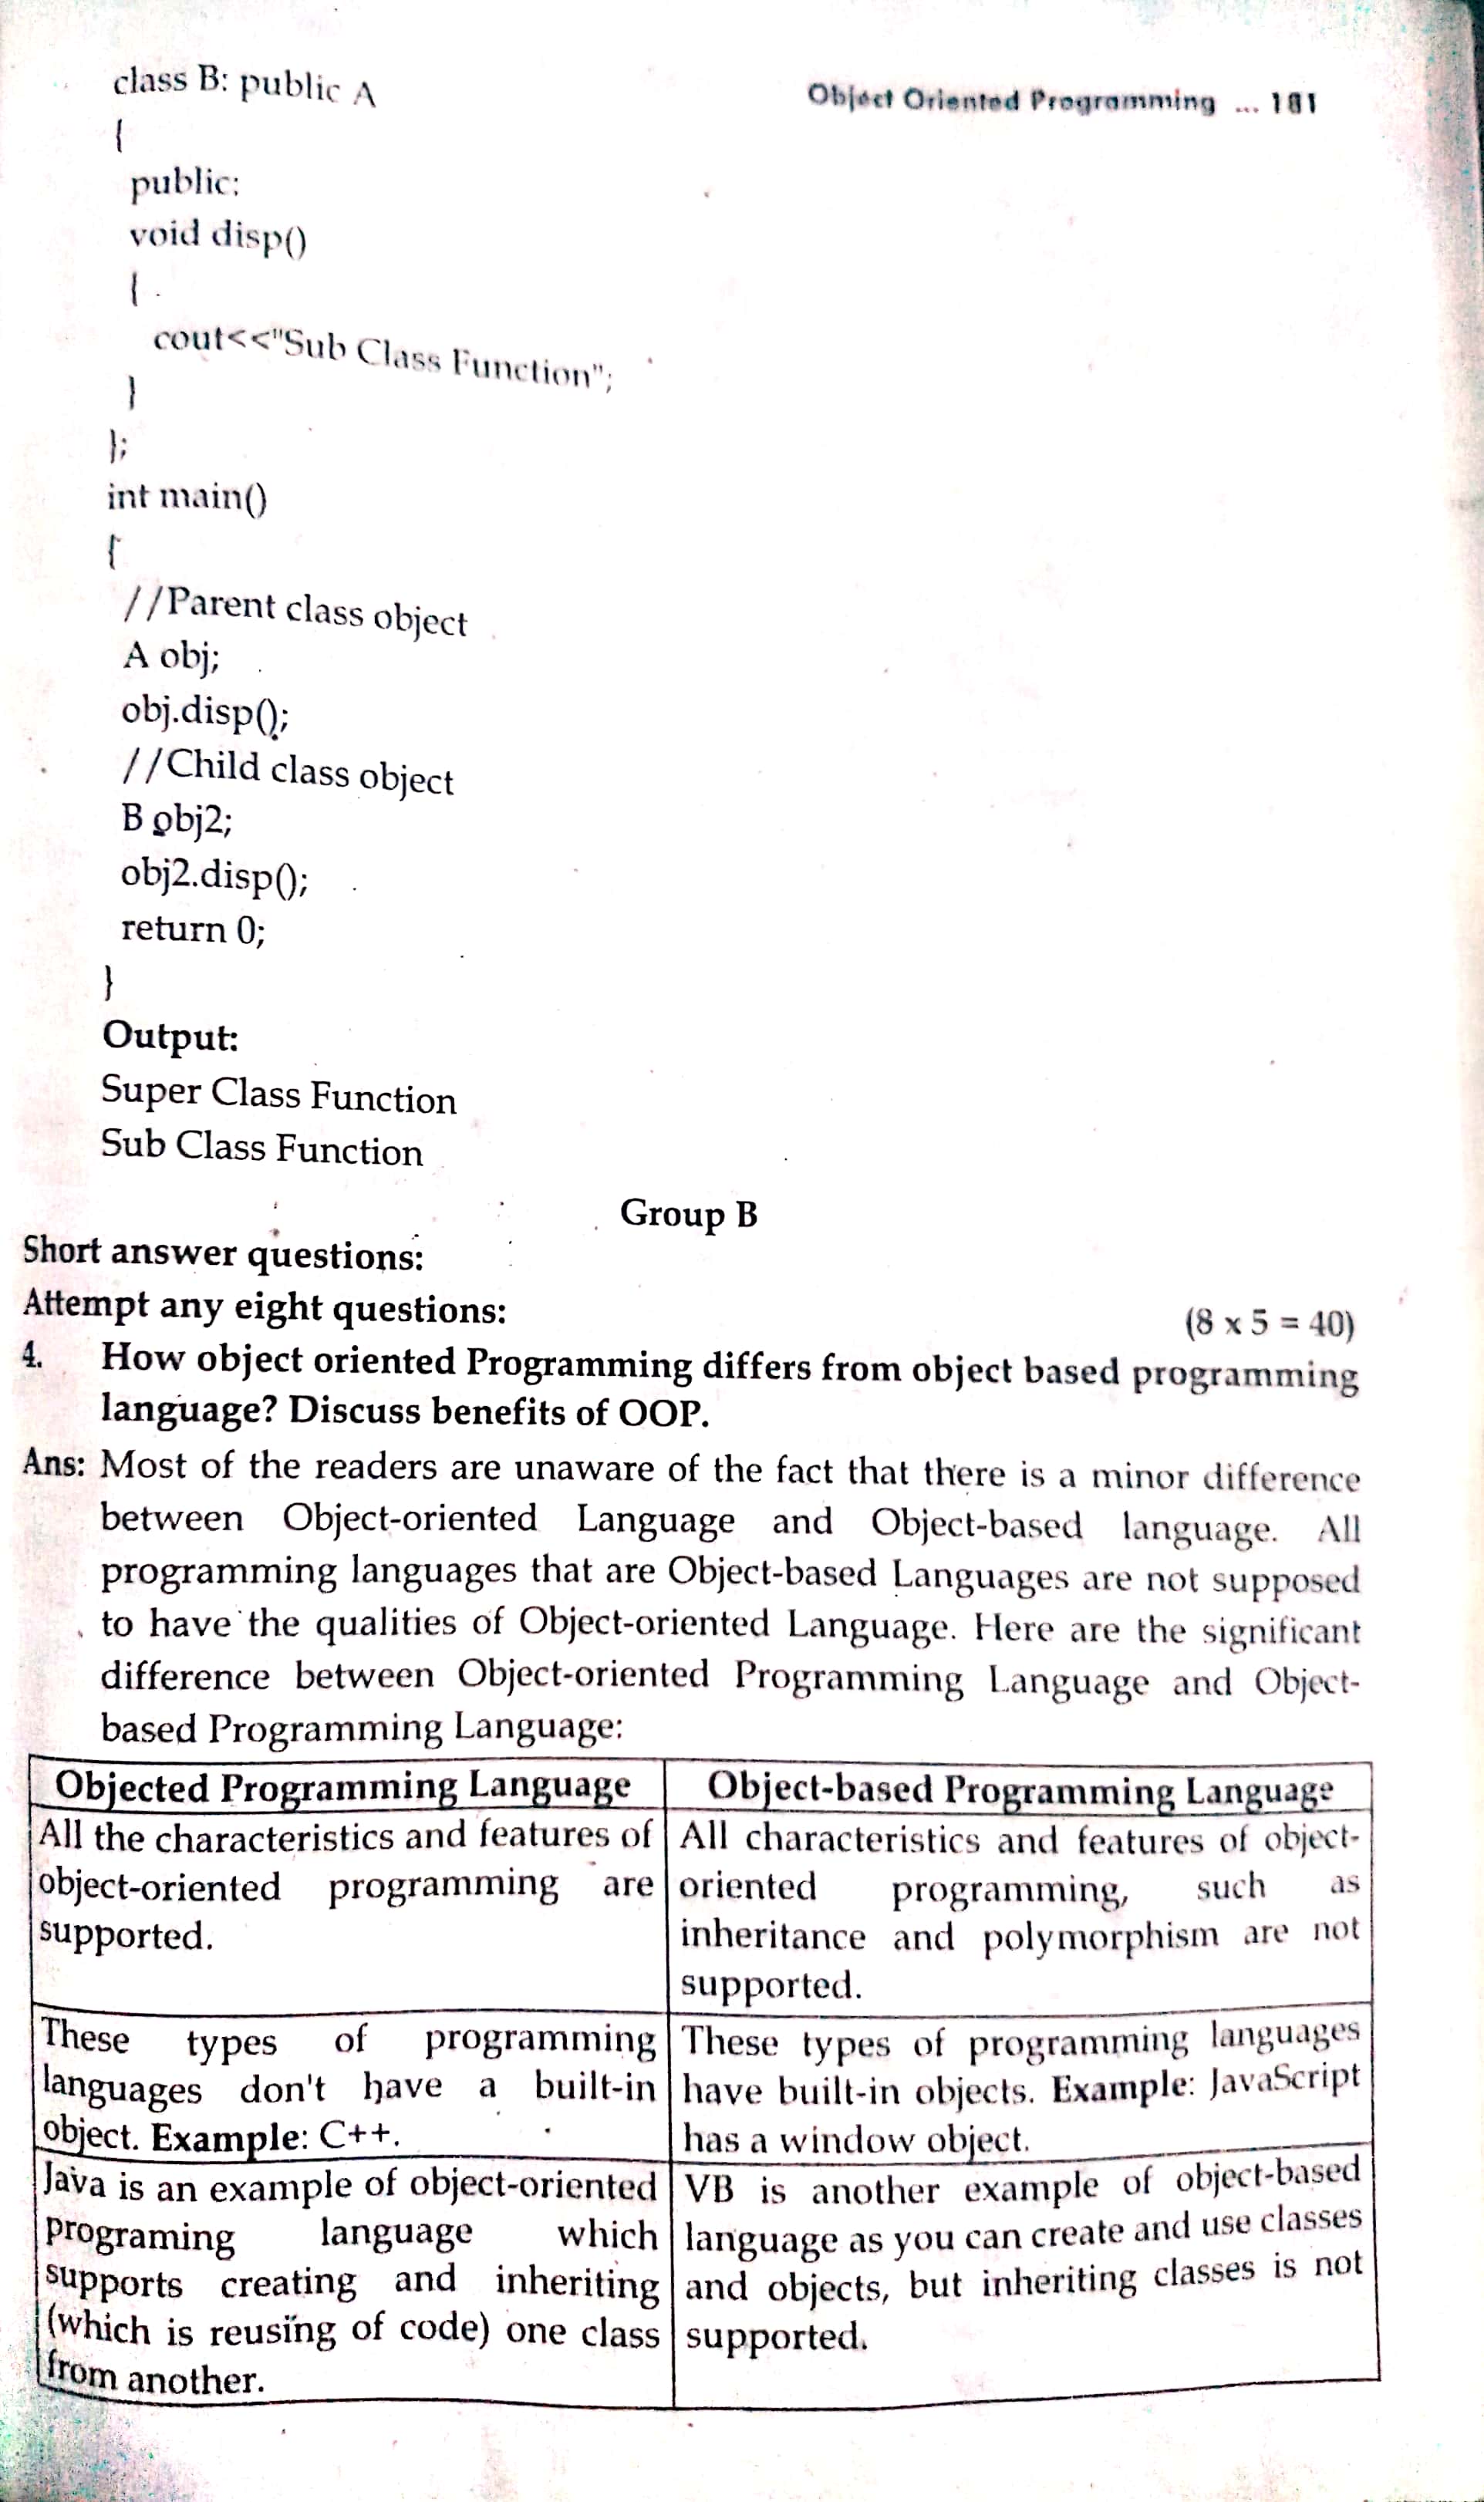 class B: public A
Object Oriented Programming ... 181
{
public:
void disp()
{
cout<<"Sub Class Function";
}
};
int main()
{
//Parent class object
A obj;
obj.disp();
//Child class object
B obj2;
obj2.disp();
return 0;
}
Output:
Super Class Function
Sub Class Function
Group B
Short answer questions:
Attempt any eight questions:
(8 x 5 = 40)
4. How object oriented Programming differs from object based programming
language? Discuss benefits of OOP.
Ans: Most of the readers are unaware of the fact that there is a minor difference
between Object-oriented Language and Object-based language. All
programming languages that are Object-based Languages are not supposed
to have the qualities of Object-oriented Language. Here are the significant
difference between Object-oriented Programming Language and Object-
based Programming Language:
Objected Programming Language
Object-based Programming Language
All the characteristics and features of
object-oriented programming are
supported.
All characteristics and features of object-
oriented programming, such as
inheritance and polymorphism are not
supported.
These types of programming
languages don't have a built-in
object. Example: C++.
These types of programming languages
have built-in objects. Example: JavaScript
has a window object.
Java is an example of object-oriented
programing language which
supports creating and inheriting
(which is reusing of code) one class
from another.
VB is another example of object-based
language as you can create and use classes
and objects, but inheriting classes is not
supported.